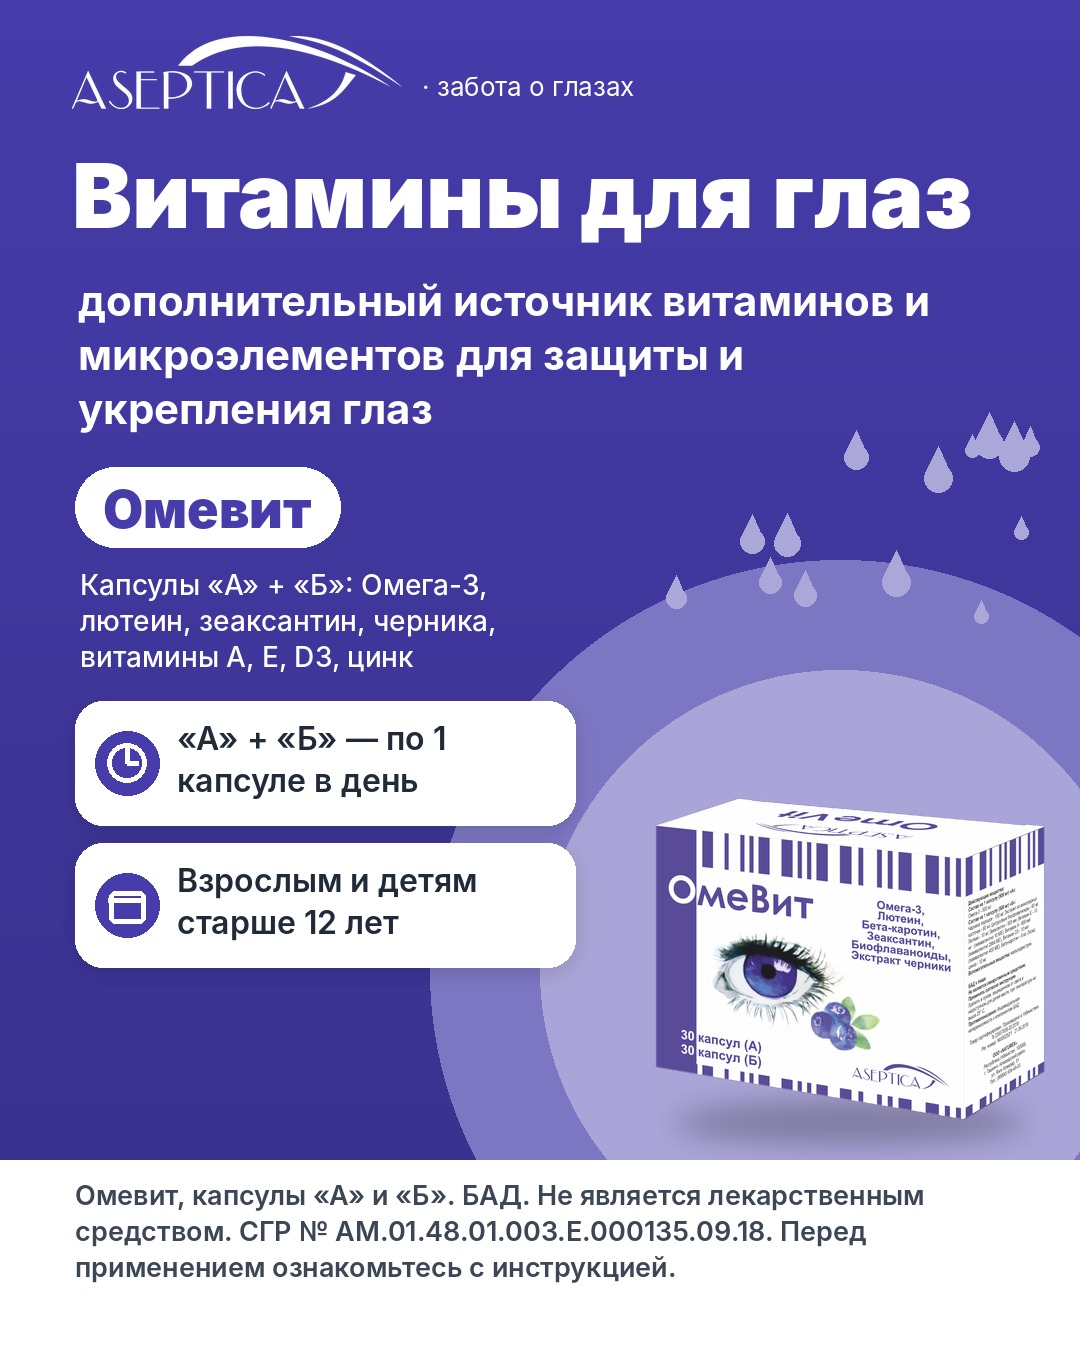 ASEPTICA
· забота о глазах
Витамины для глаз
дополнительный источник витаминов и
микроэлементов для защиты и
укрепления глаз
Омевит
Капсулы «А» + «Б»: Омега-3,
лютеин, зеаксантин, черника,
витамины А, Е, D3, цинк
«А» + «Б» — по 1
капсуле в день
Взрослым и детям
старше 12 лет
OmeVit
ASEPTICA
ОмеВит
Омега-3,
Лютеин,
Бета-каротин,
Зеаксантин,
Биофлаваноиды,
Экстракт черники
30 капсул (А)
30 капсул (Б)
ASEPTICA
Омевит, капсулы «А» и «Б». БАД. Не является лекарственным
средством. СГР № AM.01.48.01.003.E.000135.09.18. Перед
применением ознакомьтесь с инструкцией.